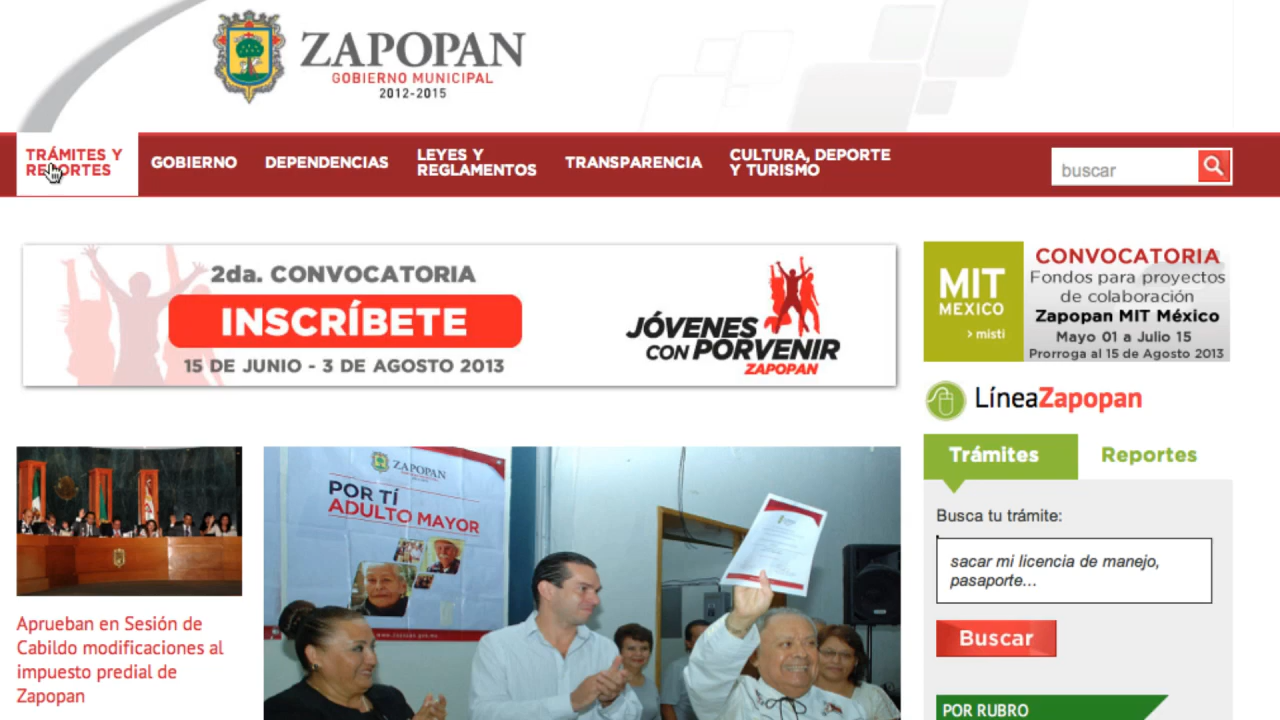 ZAPOPAN
GOBIERNO MUNICIPAL
2012-2015
TRÁMITES Y
REPORTES
GOBIERNO
DEPENDENCIAS
LEYES Y
REGLAMENTOS
TRANSPARENCIA
CULTURA, DEPORTE
Y TURISMO
buscar
2da. CONVOCATORIA
INSCRÍBETE
15 DE JUNIO - 3 DE AGOSTO 2013
JÓVENES
CON PORVENIR
ZAPOPAN
MIT
MEXICO
> misti
CONVOCATORIA
Fondos para proyectos
de colaboración
Zapopan MIT México
Mayo 01 a Julio 15
Prorroga al 15 de Agosto 2013
LíneaZapopan
Trámites
Reportes
Busca tu trámite:
sacar mi licencia de manejo,
pasaporte...
Buscar
POR RUBRO
Aprueban en Sesión de
Cabildo modificaciones al
impuesto predial de
Zapopan
ZAPOPAN
POR TÍ
ADULTO MAYOR
www.zapopan.gob.mx